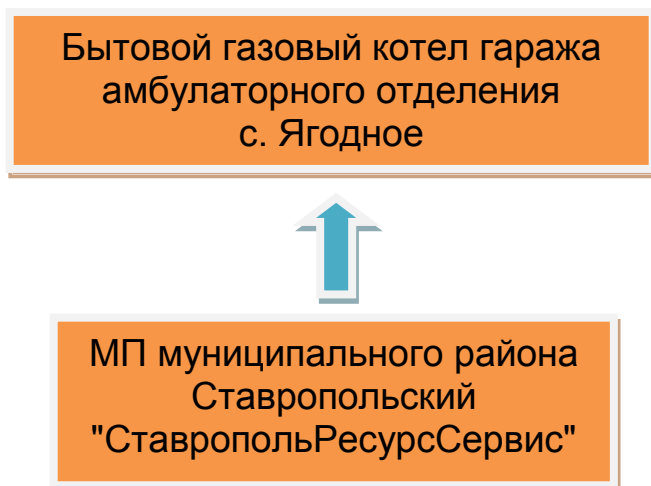 Бытовой газовый котел гаража
амбулаторного отделения
с. Ягодное
МП муниципального района
Ставропольский
"СтавропольРесурсСервис"